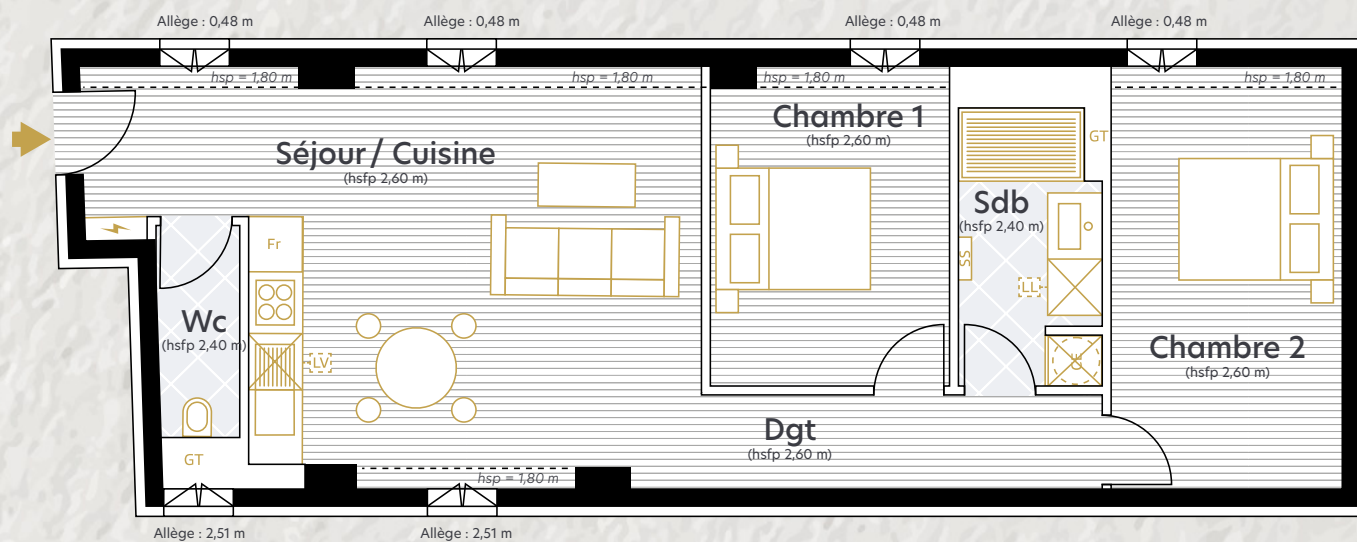 Allège : 0,48 m
Allège : 0,48 m
Allège : 0,48 m
Allège : 0,48 m
hsp = 1,80 m
hsp = 1,80 m
hsp = 1,80 m
hsp = 1,80 m
Séjour / Cuisine
(hsfp 2,60 m)
Chambre 1
(hsfp 2,60 m)
GT
Sdb
(hsfp 2,40 m)
Fr
SS
LL
Wc
(hsfp 2,40 m)
LV
CE
Chambre 2
(hsfp 2,60 m)
Dgt
(hsfp 2,60 m)
GT
hsp = 1,80 m
Allège : 2,51 m
Allège : 2,51 m